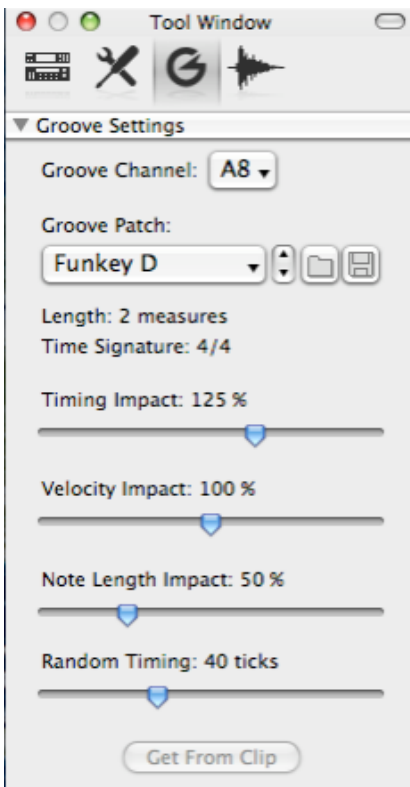 Tool Window
Groove Settings
Groove Channel: A8
Groove Patch:
Funkey D
Length: 2 measures
Time Signature: 4/4
Timing Impact: 125 %
Velocity Impact: 100 %
Note Length Impact: 50 %
Random Timing: 40 ticks
Get From Clip